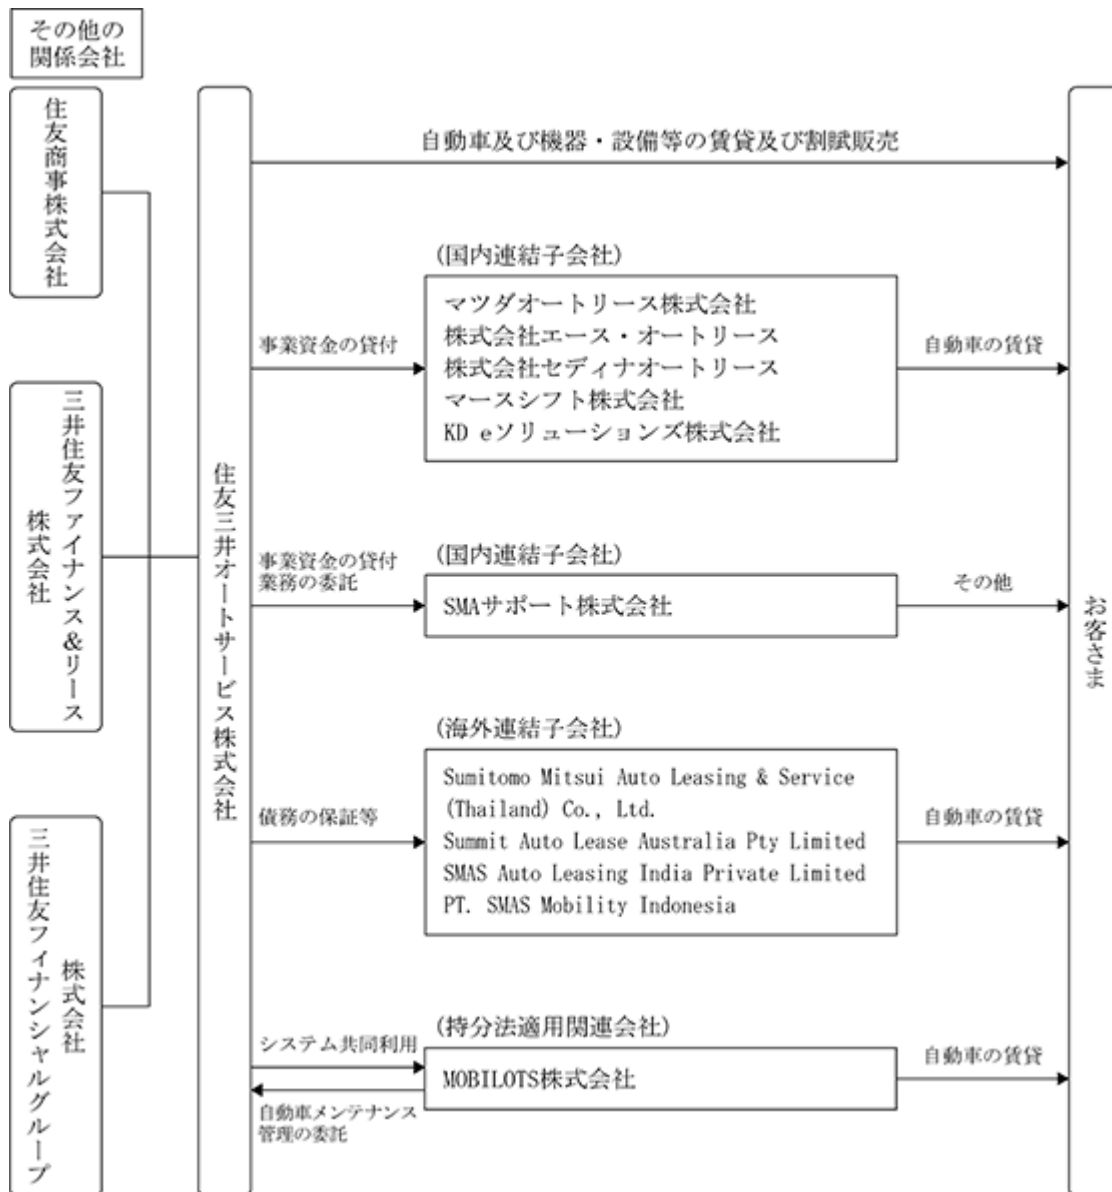 その他の
関係会社
住友商事株式会社
三井住友ファイナンス&リース
株式会社
株式会社
三井住友フィナンシャルグループ
住友三井オートサービス株式会社
自動車及び機器・設備等の賃貸及び割賦販売
(国内連結子会社)
事業資金の貸付
マツダオートリース株式会社
株式会社エース・オートリース
株式会社セディナオートリース
マースシフト株式会社
KD eソリューションズ株式会社
自動車の賃貸
(国内連結子会社)
事業資金の貸付
業務の委託
SMAサポート株式会社
その他
(海外連結子会社)
債務の保証等
Sumitomo Mitsui Auto Leasing & Service
(Thailand) Co., Ltd.
Summit Auto Lease Australia Pty Limited
SMAS Auto Leasing India Private Limited
PT. SMAS Mobility Indonesia
自動車の賃貸
(持分法適用関連会社)
システム共同利用
MOBILOTS株式会社
自動車の賃貸
自動車メンテナンス
管理の委託
お客さま